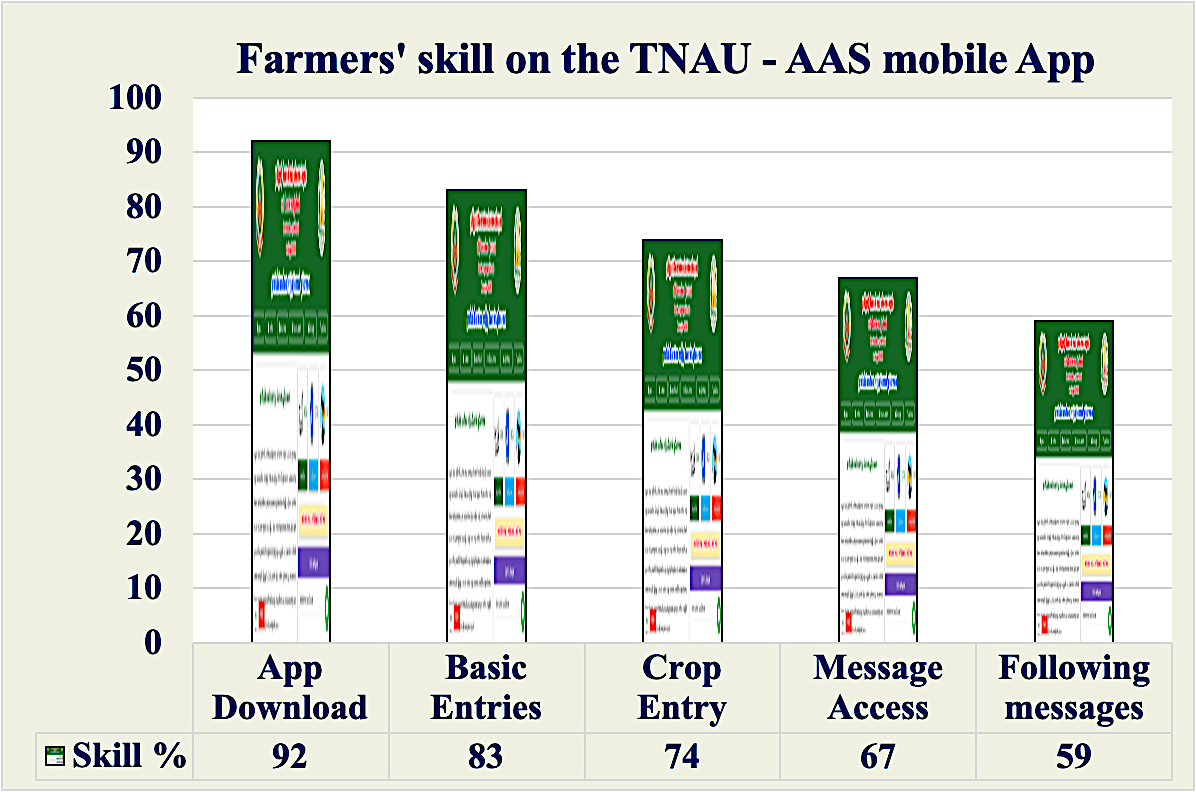 Farmers' skill on the TNAU - AAS mobile App
100
90
80
70
60
50
40
30
20
10
0
App Download
Basic Entries
Crop Entry
Message Access
Following messages
Skill % 92 83 74 67 59